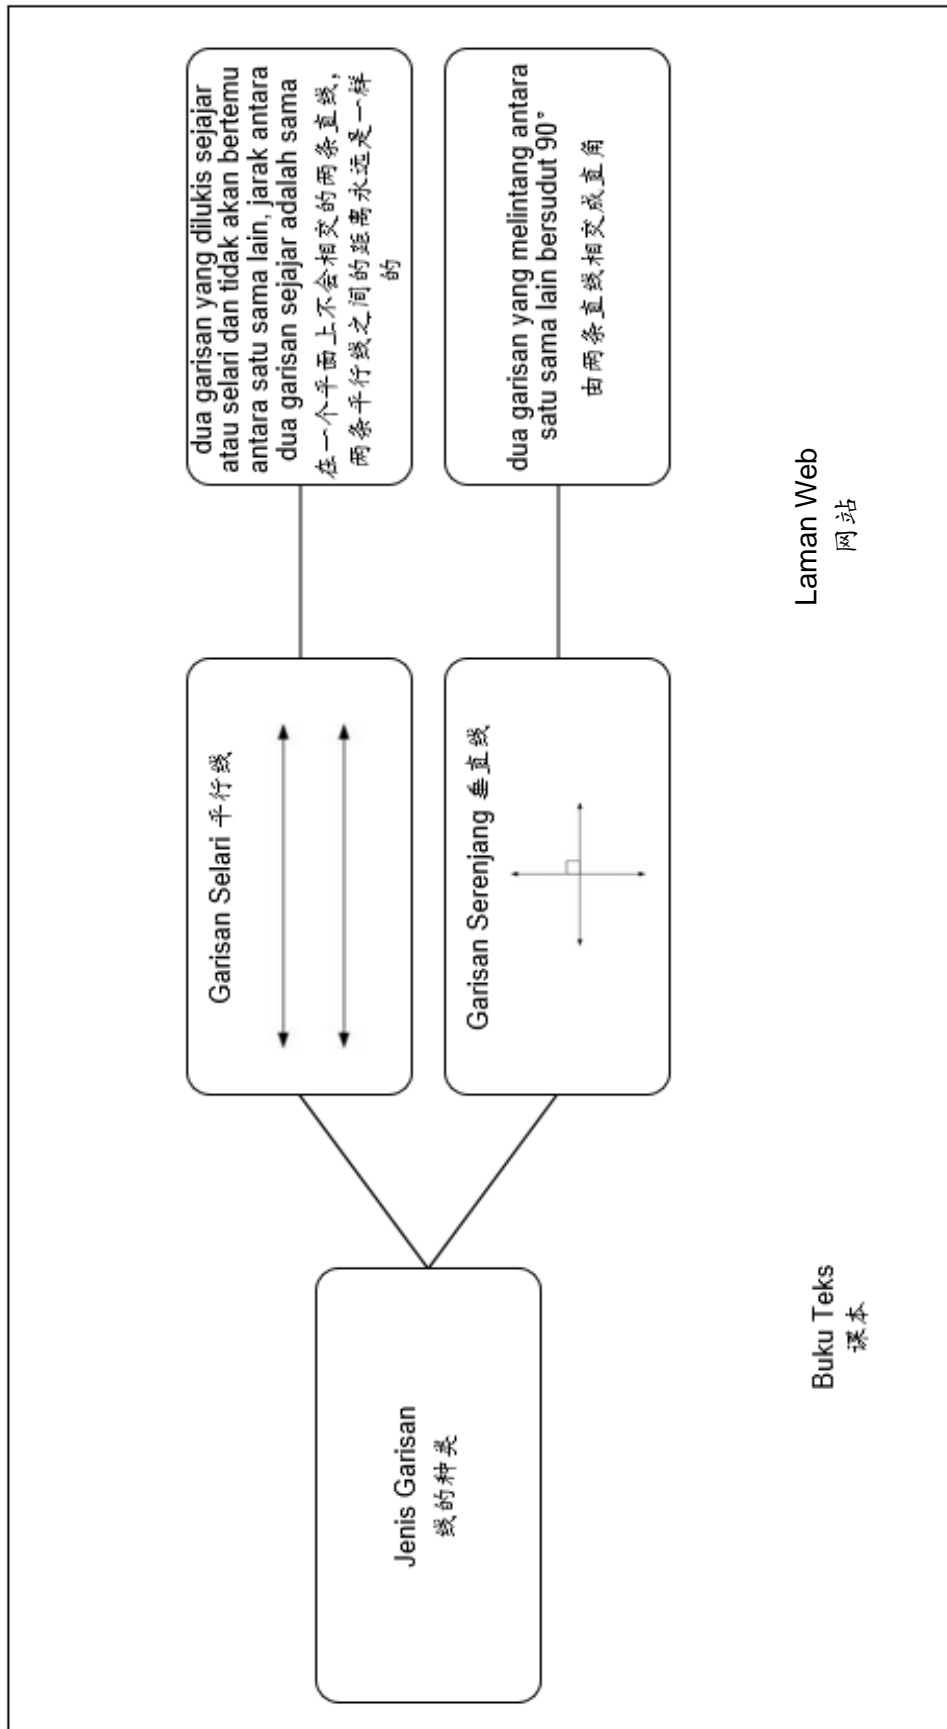 Jenis Garisan
线的种类
Garisan Selari 平行线
dua garisan yang dilukis sejajar
atau selari dan tidak akan bertemu
antara satu sama lain, jarak antara
dua garisan sejajar adalah sama
在一个平面上不会相交的两条直线,
两条平行线之间的距离永远是一样
的
Garisan Serenjang 垂直线
dua garisan yang melintang antara
satu sama lain bersudut 90°
由两条直线相交成直角
Buku Teks
课本
Laman Web
网站